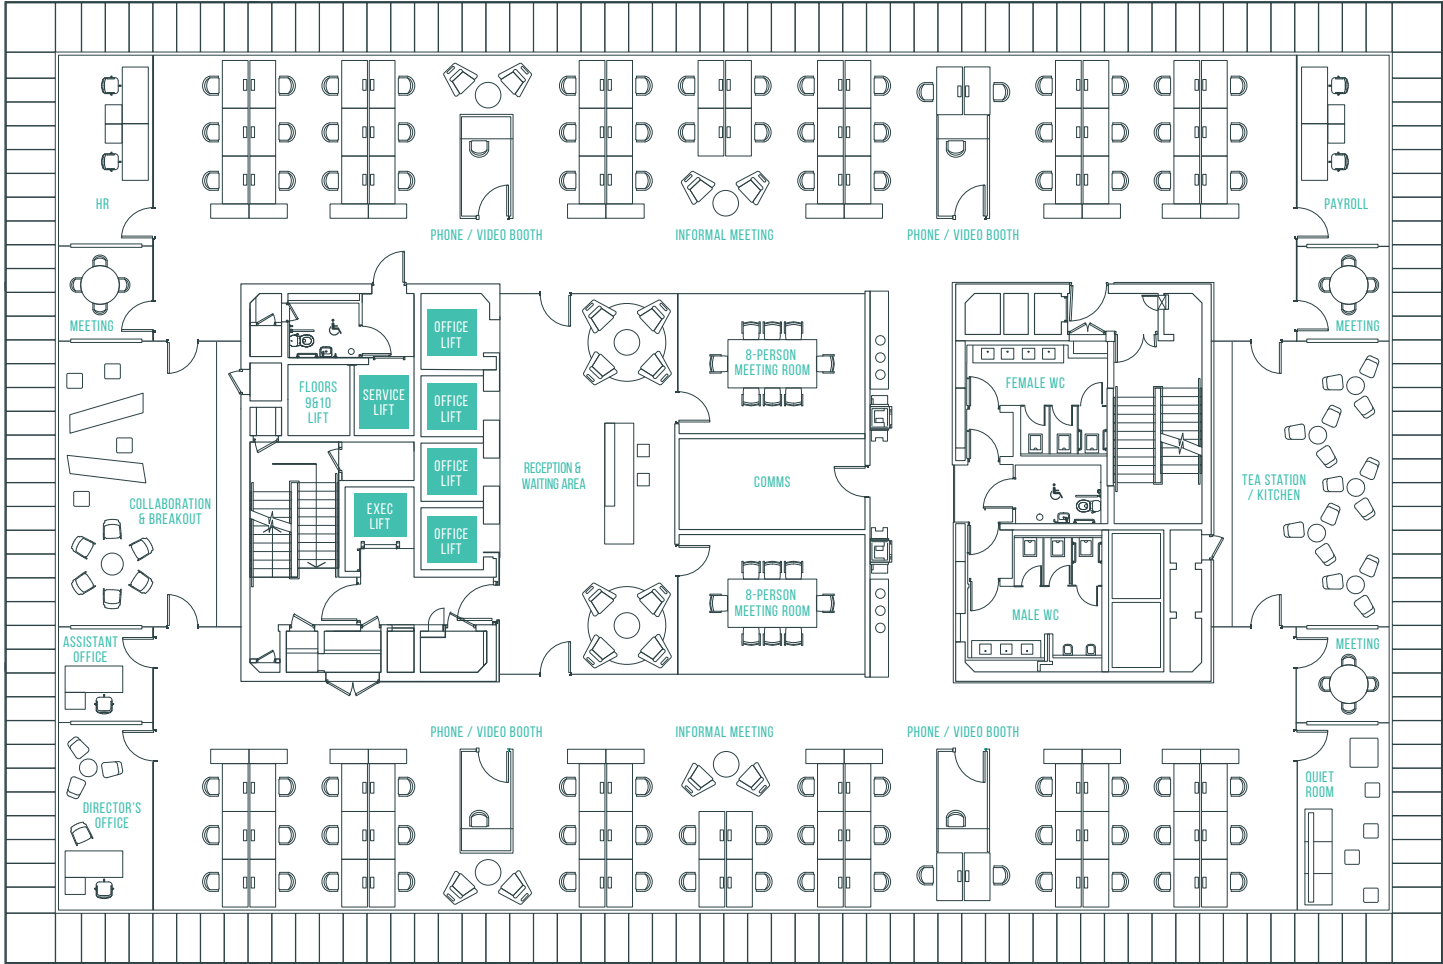 HR
PAYROLL
PHONE / VIDEO BOOTH
INFORMAL MEETING
PHONE / VIDEO BOOTH
MEETING
MEETING
OFFICE
LIFT
8-PERSON
MEETING ROOM
FLOORS
9&10
LIFT
SERVICE
LIFT
OFFICE
LIFT
FEMALE WC
OFFICE
LIFT
RECEPTION &
WAITING AREA
COMMS
TEA STATION
/ KITCHEN
COLLABORATION
& BREAKOUT
EXEC
LIFT
OFFICE
LIFT
8-PERSON
MEETING ROOM
MALE WC
ASSISTANT
OFFICE
MEETING
PHONE / VIDEO BOOTH
INFORMAL MEETING
PHONE / VIDEO BOOTH
QUIET
ROOM
DIRECTOR'S
OFFICE